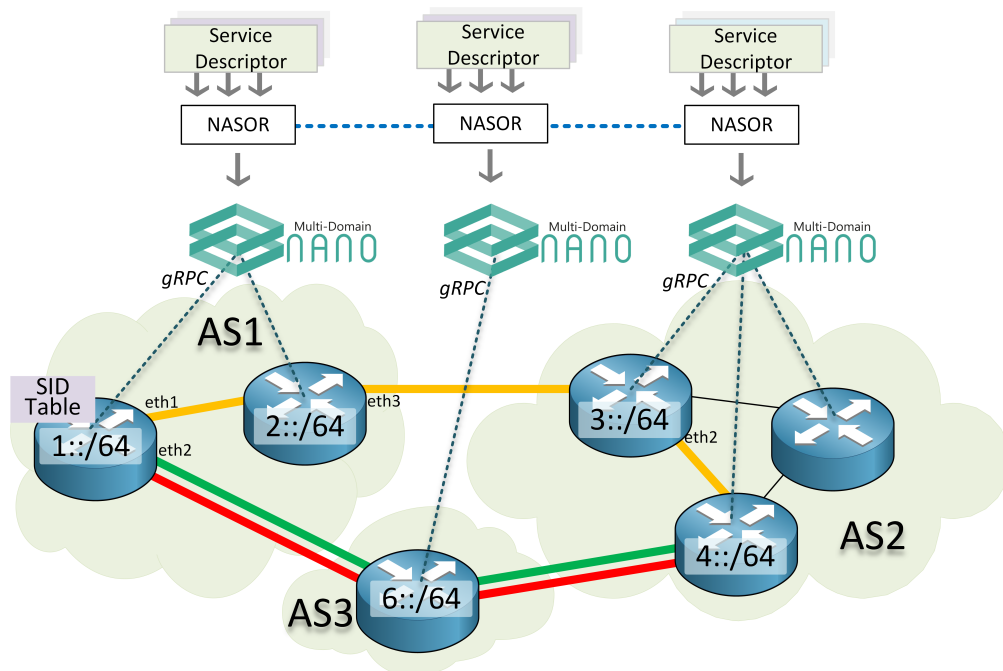 Service
Descriptor
Service
Descriptor
Service
Descriptor
NASOR
NASOR
NASOR
Multi-Domain
NANO
Multi-Domain
NANO
Multi-Domain
NANO
gRPC
gRPC
gRPC
AS1
SID
Table
eth1
eth3
1::/64
2::/64
3::/64
eth2
eth2
AS2
4::/64
AS3
6::/64